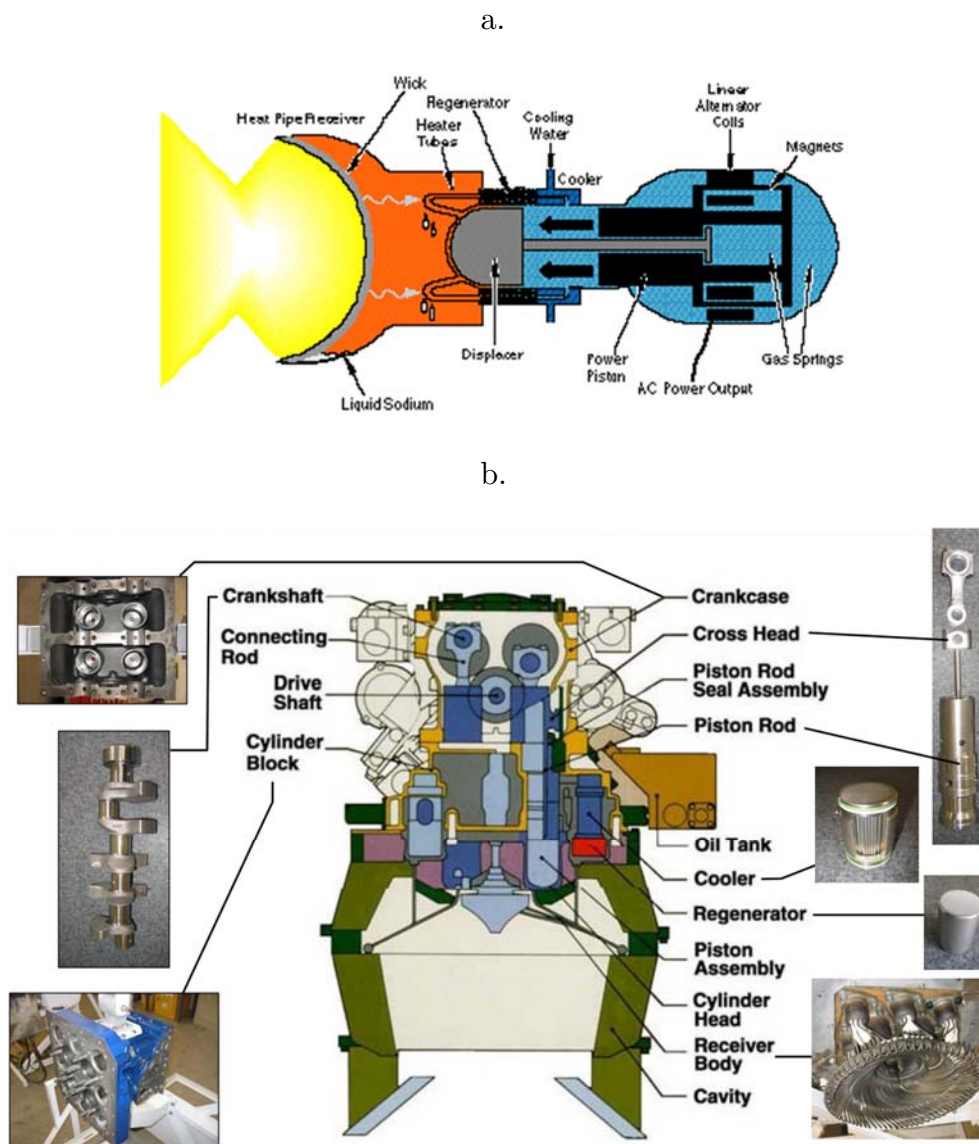 a.
Wick
Heat Pipe Receiver
Regenerator
Heater
Tubes
Cooling
Water
Cooler
Linear
Alternator
Coils
Magnets
Displacer
Power
Piston
Gas Springs
AC Power Output
Liquid Sodium
b.
Crankshaft
Connecting
Rod
Drive
Shaft
Cylinder
Block
Crankcase
Cross Head
Piston Rod
Seal Assembly
Piston Rod
Oil Tank
Cooler
Regenerator
Piston
Assembly
Cylinder
Head
Receiver
Body
Cavity